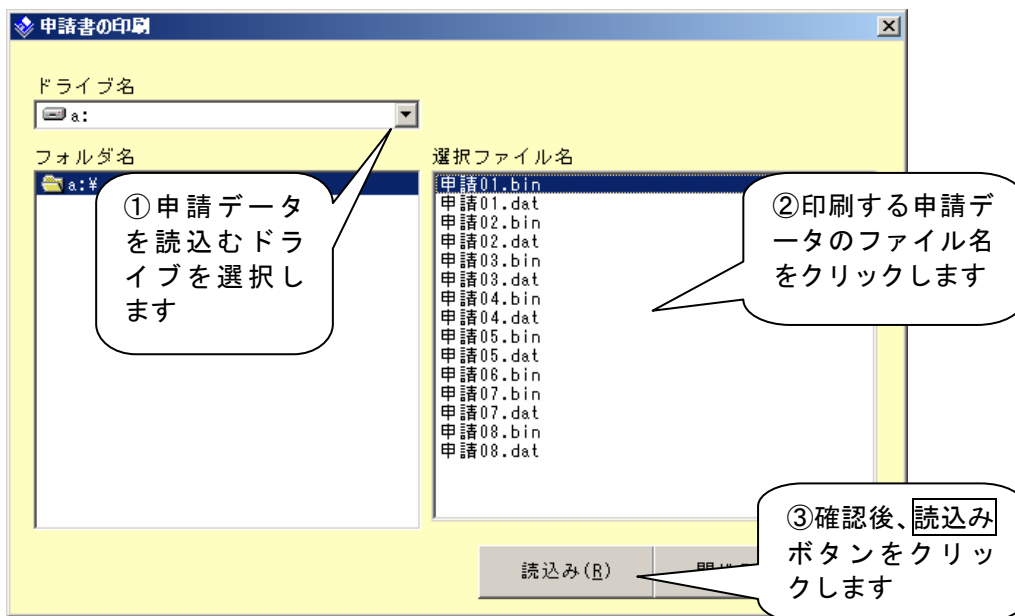 申請書の印刷
ドライブ名
a:
フォルダ名
a:¥
選択ファイル名
申請01.bin
申請01.dat
申請02.bin
申請02.dat
申請03.bin
申請03.dat
申請04.bin
申請04.dat
申請05.bin
申請05.dat
申請06.bin
申請07.bin
申請07.dat
申請08.bin
申請08.dat
①申請データ
を読込むドラ
イブを選択し
ます
②印刷する申請デ
ータのファイル名
をクリックします
読込み(R)
③確認後、読込み
ボタンをクリッ
クします